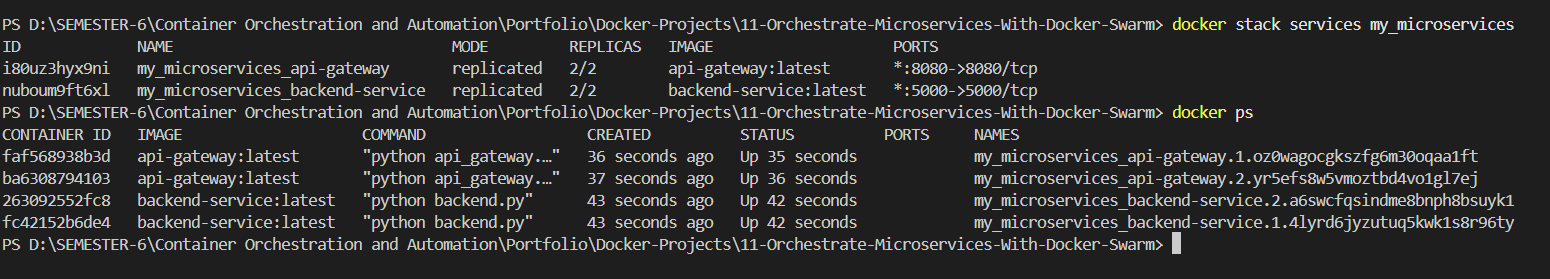 PS D:\SEMESTER-6\Container Orchestration and Automation\Portfolio\Docker-Projects\11-Orchestrate-Microservices-With-Docker-Swarm> docker stack services my_microservices
ID NAME MODE REPLICAS IMAGE PORTS
i80uz3hyx9ni my_microservices_api-gateway replicated 2/2 api-gateway:latest *:8080->8080/tcp
nuboum9ft6xl my_microservices_backend-service replicated 2/2 backend-service:latest *:5000->5000/tcp
PS D:\SEMESTER-6\Container Orchestration and Automation\Portfolio\Docker-Projects\11-Orchestrate-Microservices-With-Docker-Swarm> docker ps
CONTAINER ID IMAGE COMMAND CREATED STATUS PORTS NAMES
faf568938b3d api-gateway:latest "python api_gateway.…" 36 seconds ago Up 35 seconds my_microservices_api-gateway.1.oz0wagocgkszfg6m30oqaa1ft
ba6308794103 api-gateway:latest "python api_gateway.…" 37 seconds ago Up 36 seconds my_microservices_api-gateway.2.yr5efs8w5vmoztbd4vo1gl7ej
263092552fc8 backend-service:latest "python backend.py" 43 seconds ago Up 42 seconds my_microservices_backend-service.2.a6swcfqsindme8bnph8bsuyk1
fc42152b6de4 backend-service:latest "python backend.py" 43 seconds ago Up 42 seconds my_microservices_backend-service.1.4lyrd6jyzutuq5kwk1s8r96ty
PS D:\SEMESTER-6\Container Orchestration and Automation\Portfolio\Docker-Projects\11-Orchestrate-Microservices-With-Docker-Swarm>